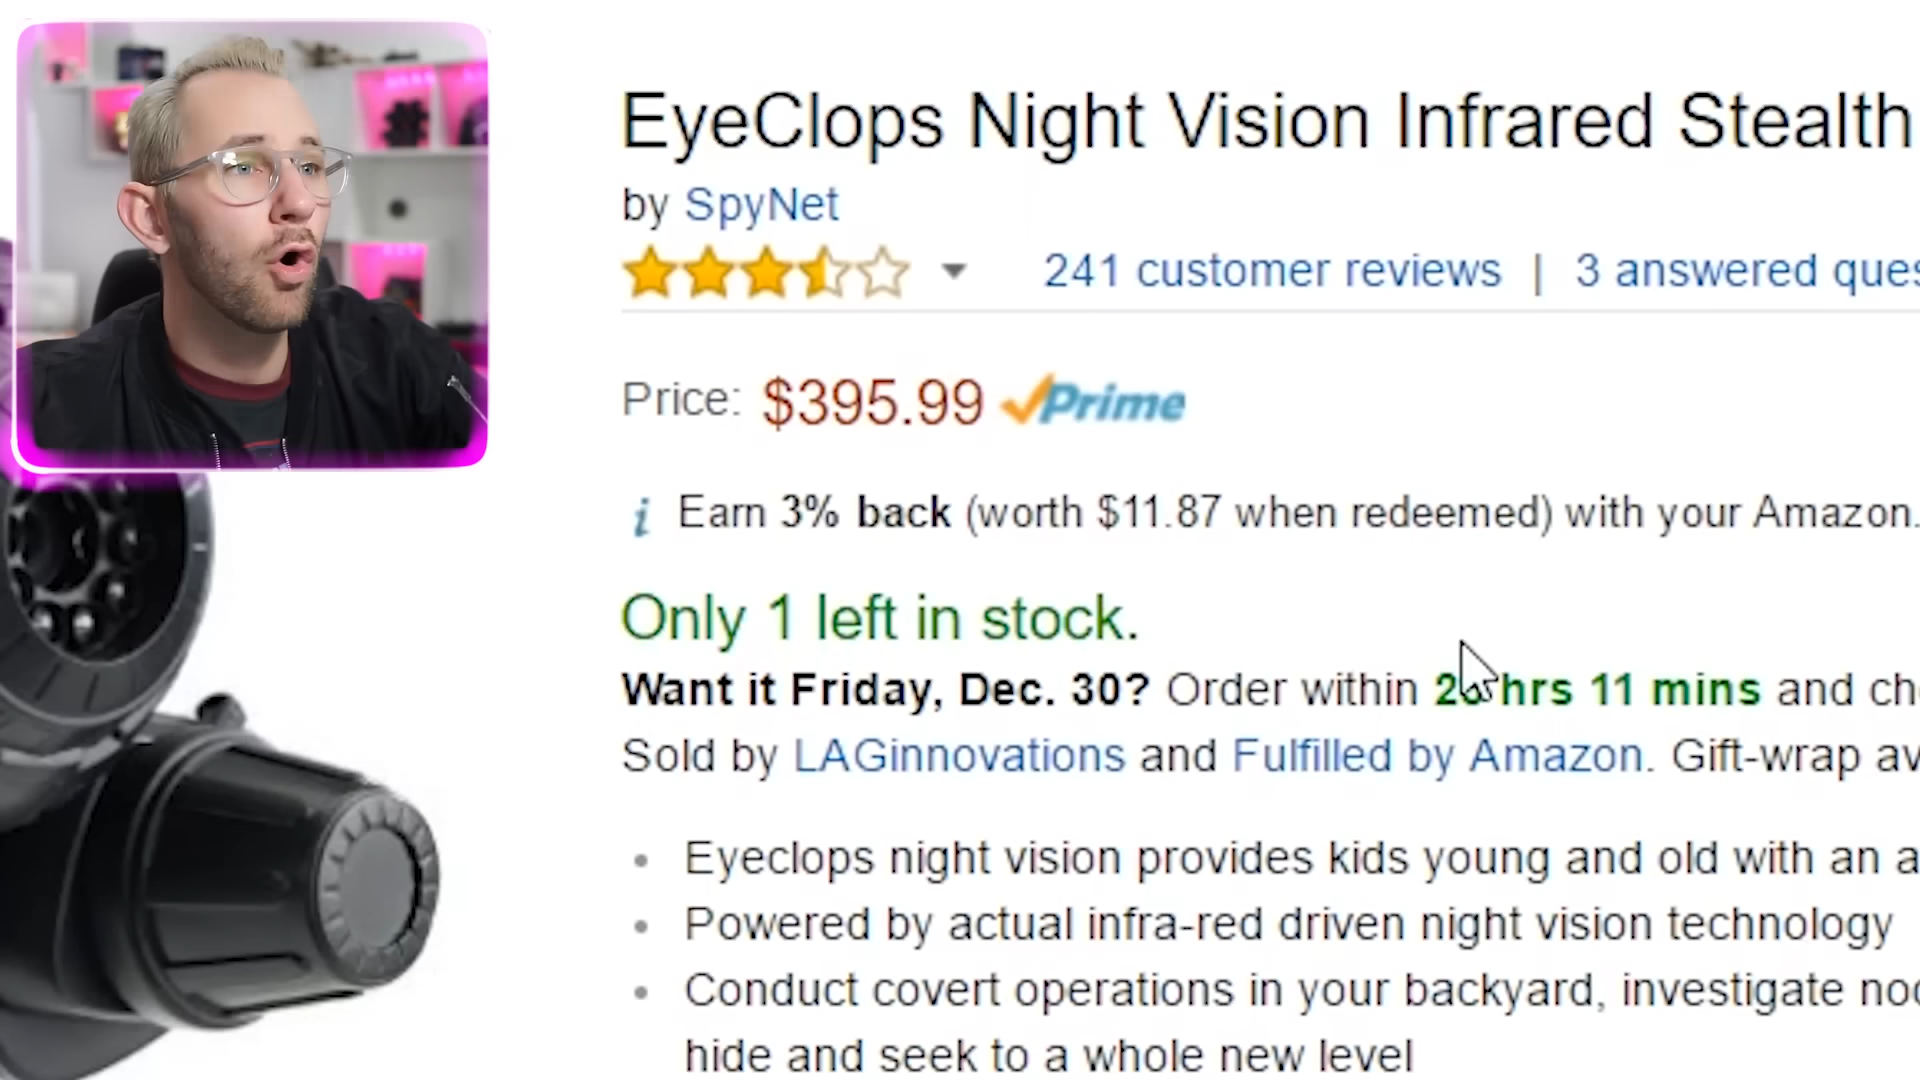 EyeClops Night Vision Infrared Stealth
by SpyNet
241 customer reviews | 3 answered ques
Price: $395.99 Prime
i Earn 3% back (worth $11.87 when redeemed) with your Amazon.
Only 1 left in stock.
Want it Friday, Dec. 30? Order within hrs 11 mins and ch
Sold by LAGinnovations and Fulfilled by Amazon. Gift-wrap av
Eyeclops night vision provides kids young and old with an a
Powered by actual infra-red driven night vision technology
Conduct covert operations in your backyard, investigate noc
hide and seek to a whole new level